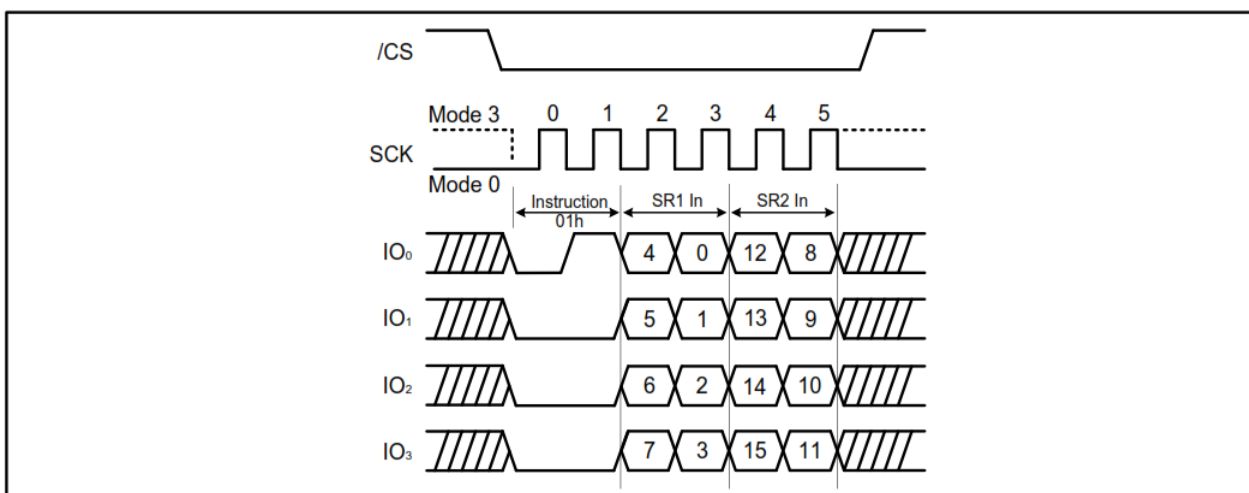 /CS
Mode 3 0 1 2 3 4 5
SCK
Mode 0
Instruction SR1 In SR2 In
01h
IO₀ 4 0 12 8
IO₁ 5 1 13 9
IO₂ 6 2 14 10
IO₃ 7 3 15 11